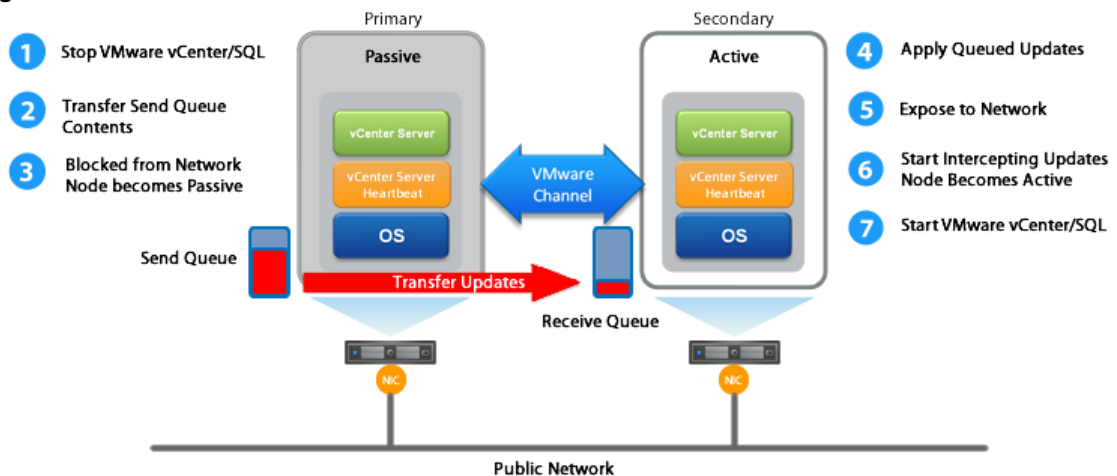 Primary
Secondary
1
Stop VMware vCenter/SQL
2
Transfer Send Queue
Contents
3
Blocked from Network
Node becomes Passive
Passive
vCenter Server
vCenter Server
Heartbeat
OS
Send Queue
Transfer Updates
VMware
Channel
Receive Queue
Active
vCenter Server
vCenter Server
Heartbeat
OS
4
Apply Queued Updates
5
Expose to Network
6
Start Intercepting Updates
Node Becomes Active
7
Start VMware vCenter/SQL
NIC
NIC
Public Network